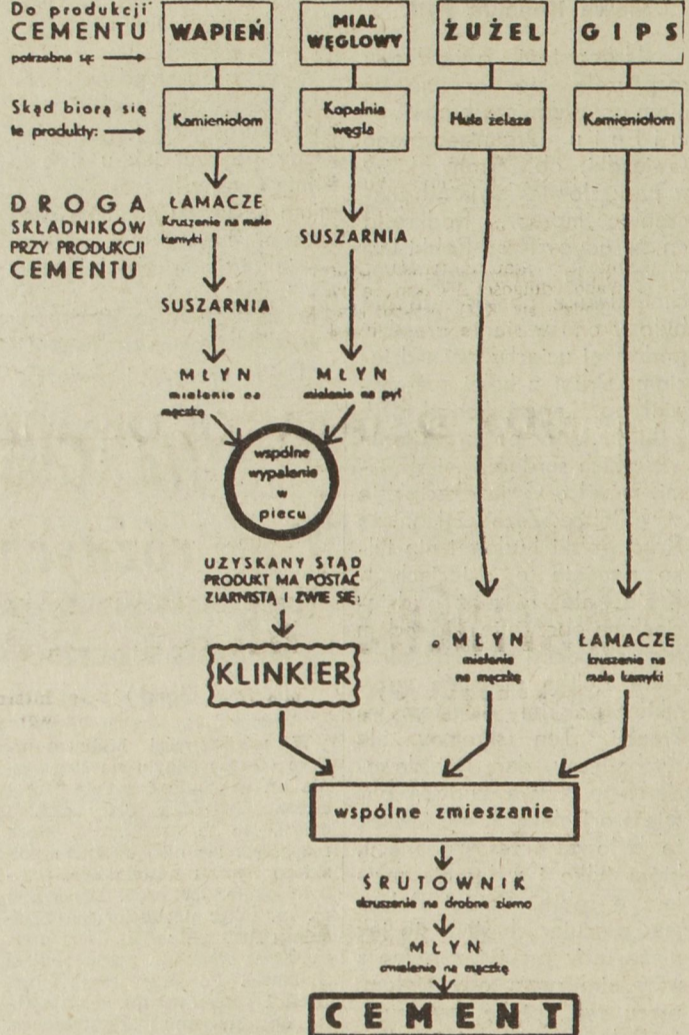 Do produkcji
CEMENTU
potrzebne są:
WAPIEŃ
MIAŁ
WĘGLOWY
ŻUŻEL
GIPS
Skąd biorą się
te produkty:
Kamieniołom
Kopalnia
węgla
Huta żelaza
Kamieniołom
DROGA
SKŁADNIKÓW
PRZY PRODUKCJI
CEMENTU
ŁAMACZE
Kruszenie na małe
kamyki
SUSZARNIA
SUSZARNIA
MŁYN
mielenie na
mączkę
MŁYN
mielenie na pył
wspólne
wypalanie
w
piecu
UZYSKANY STĄD
PRODUKT MA POSTAĆ
ZIARNISTĄ I ZWIE SIĘ:
KLINKIER
MŁYN
mielenie
na mączkę
ŁAMACZE
kruszenie na
małe kamyki
wspólne zmieszanie
ŚRUTOWNIK
skruszenie na drobne ziarno
MŁYN
zmielenie na mączkę
CEMENT